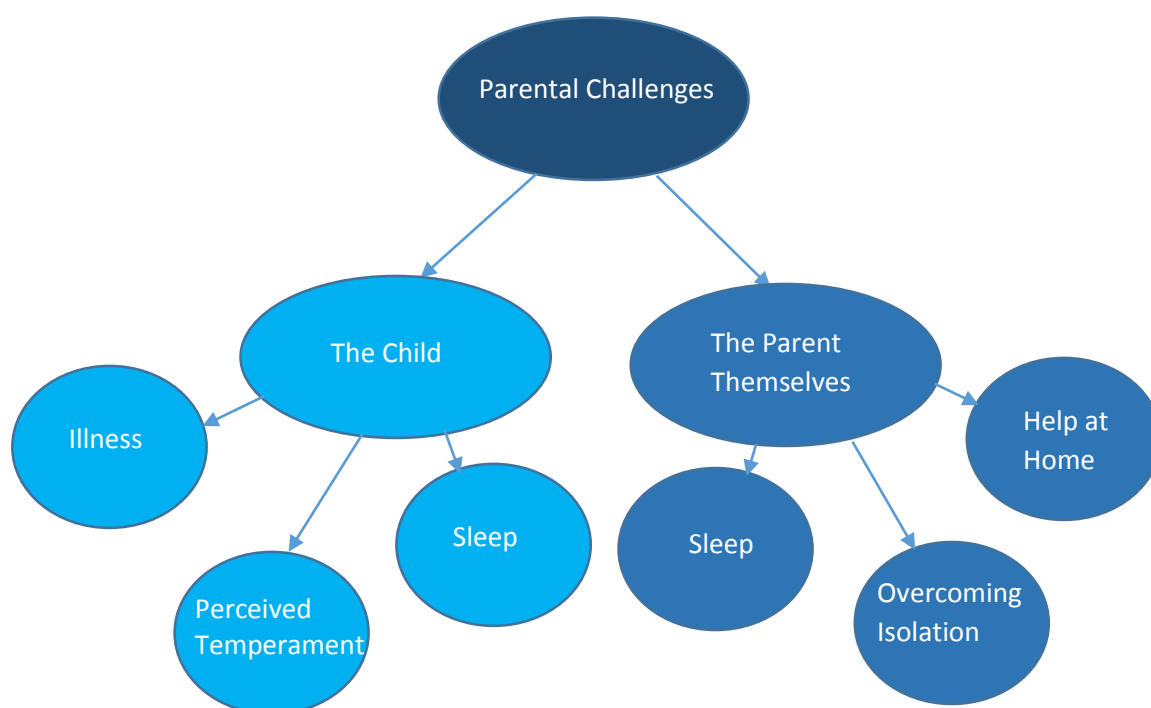 Parental Challenges
The Child
The Parent
Themselves
Illness
Help at
Home
Sleep
Sleep
Perceived
Temperament
Overcoming
Isolation